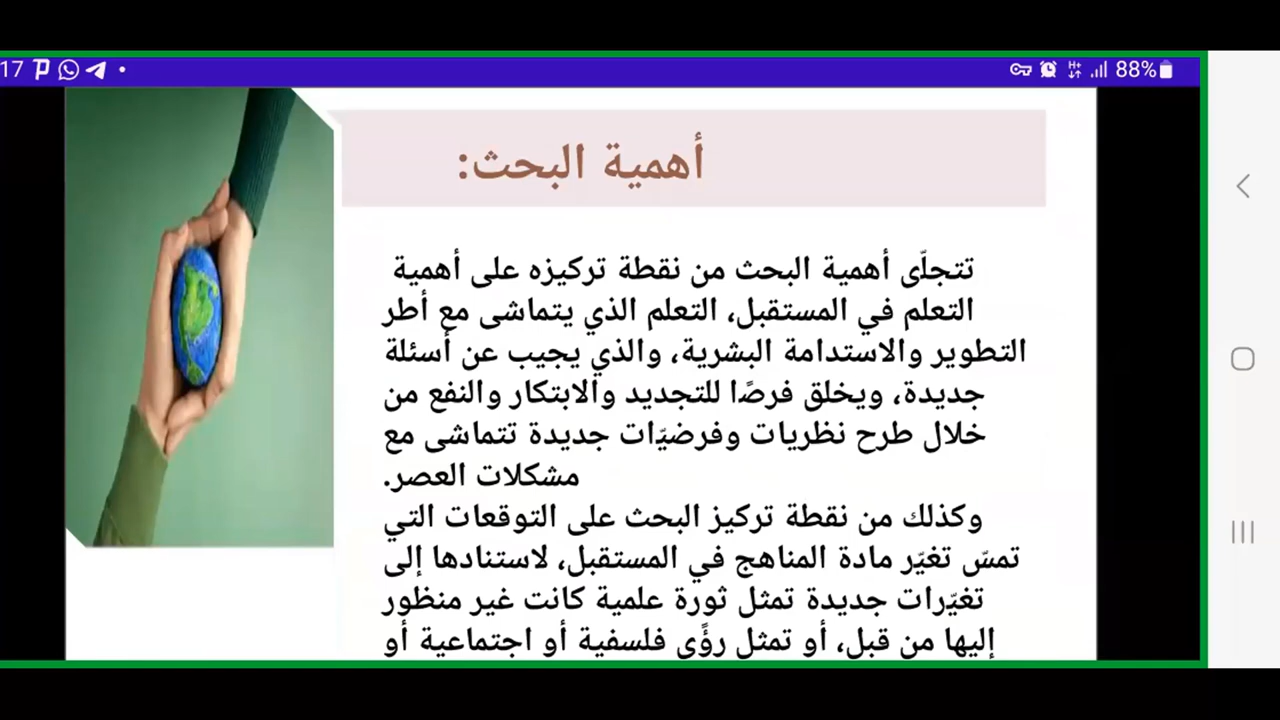 17
H+
88%
أهمية البحث:
تتجلّى أهمية البحث من نقطة تركيزه على أهمية
التعلم في المستقبل، التعلم الذي يتماشى مع أطر
التطوير والاستدامة البشرية، والذي يجيب عن أسئلة
جديدة، ويخلق فرصًا للتجديد والابتكار والنفع من
خلال طرح نظريات وفرضيّات جديدة تتماشى مع
مشكلات العصر.
وكذلك من نقطة تركيز البحث على التوقعات التي
تمسّ تغيّر مادة المناهج في المستقبل، لاستنادها إلى
تغيّرات جديدة تمثل ثورة علمية كانت غير منظور
إليها من قبل، أو تمثل رؤًى فلسفية أو اجتماعية أو